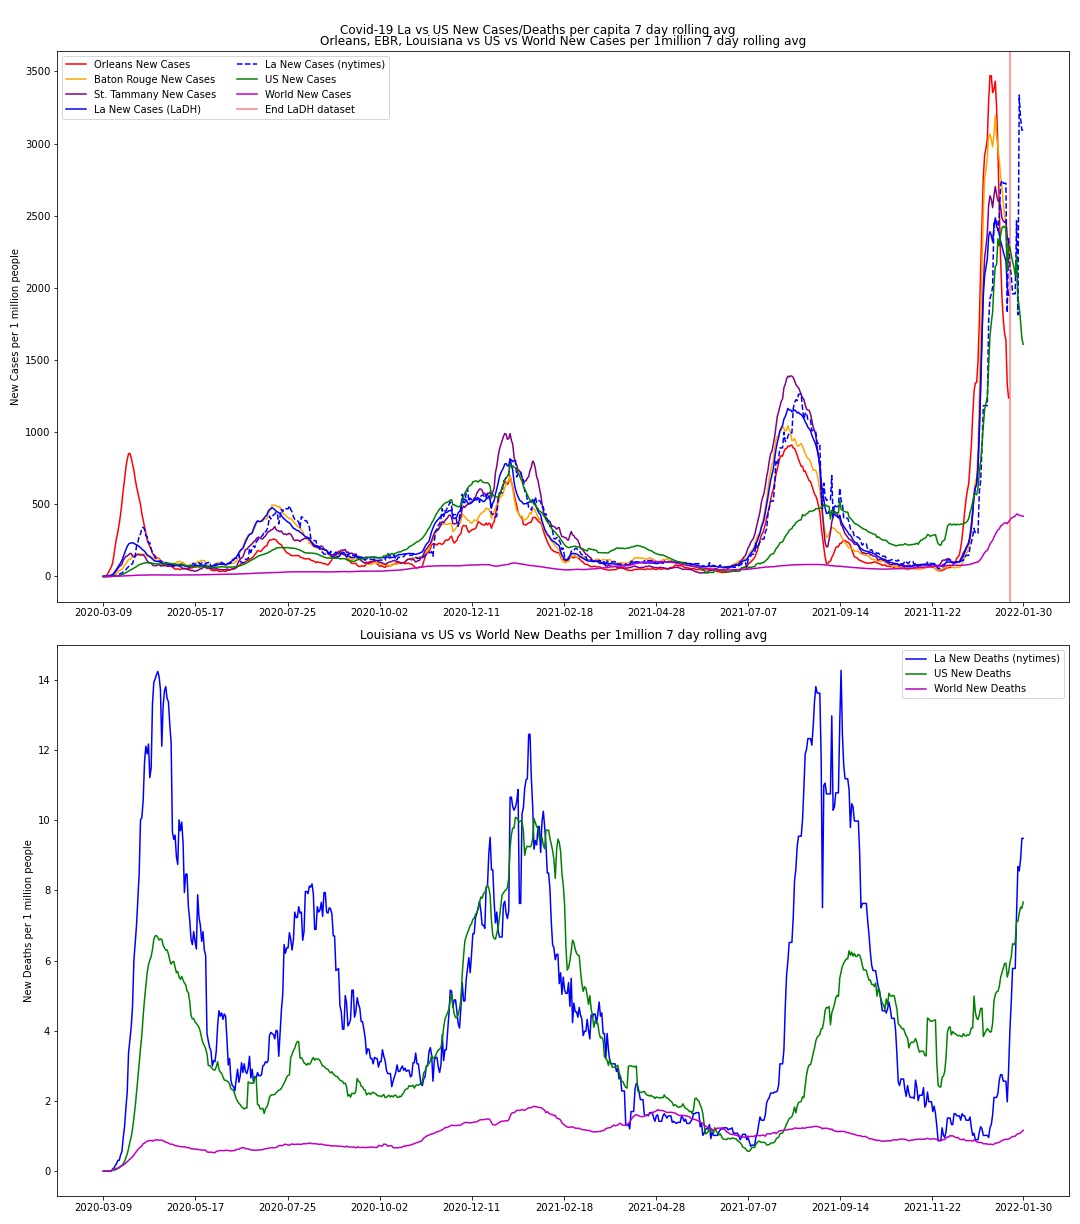 Covid-19 La vs US New Cases/Deaths per capita 7 day rolling avg
Orleans, EBR, Louisiana vs US vs World New Cases per 1million 7 day rolling avg
Orleans New Cases
Baton Rouge New Cases
St. Tammany New Cases
La New Cases (LaDH)
La New Cases (nytimes)
US New Cases
World New Cases
End LaDH dataset
New Cases per 1 million people
3500
3000
2500
2000
1500
1000
500
0
2020-03-09 2020-05-17 2020-07-25 2020-10-02 2020-12-11 2021-02-18 2021-04-28 2021-07-07 2021-09-14 2021-11-22 2022-01-30
Louisiana vs US vs World New Deaths per 1million 7 day rolling avg
La New Deaths (nytimes)
US New Deaths
World New Deaths
New Deaths per 1 million people
14
12
10
8
6
4
2
0
2020-03-09 2020-05-17 2020-07-25 2020-10-02 2020-12-11 2021-02-18 2021-04-28 2021-07-07 2021-09-14 2021-11-22 2022-01-30